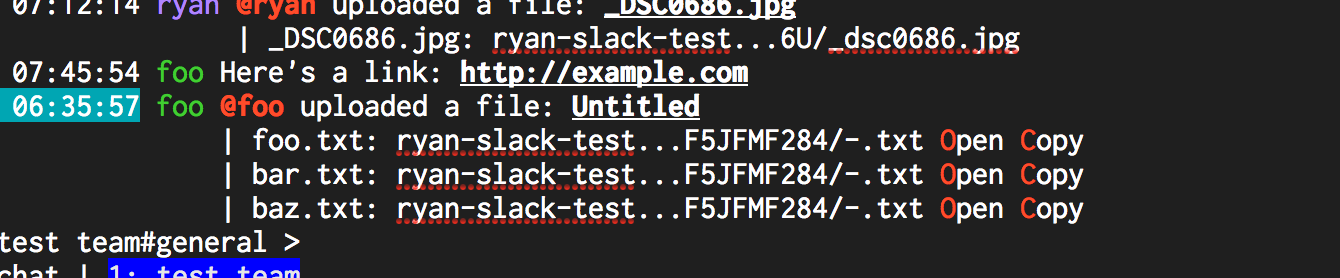 07:12:14 ryan @ryan uploaded a file: _DSC0686.jpg
| _DSC0686.jpg: ryan-slack-test...6U/_dsc0686.jpg
07:45:54 foo Here's a link: http://example.com
06:35:57 foo @foo uploaded a file: Untitled
| foo.txt: ryan-slack-test...F5JFMF284/-.txt Open Copy
| bar.txt: ryan-slack-test...F5JFMF284/-.txt Open Copy
| baz.txt: ryan-slack-test...F5JFMF284/-.txt Open Copy
test team#general >
chat | 1: test team